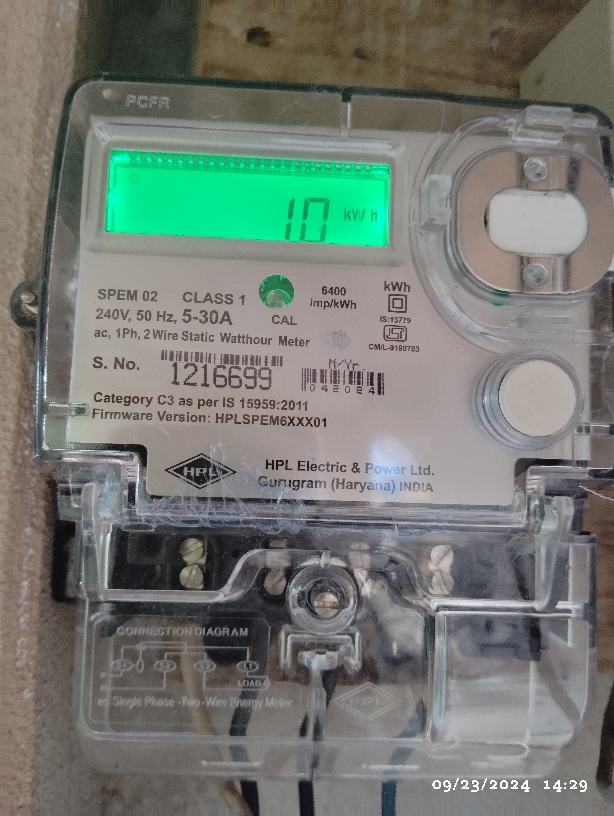 PCFR
10 kW h
SPEM 02 CLASS 1
6400
imp/kWh
kWh
240V, 50 Hz, 5-30A
CAL
IS:13779
CM/L-9190783
ac, 1Ph, 2 Wire Static Watthour Meter
S. No.
1216699
M/Yr.
042024
Category C3 as per IS 15959:2011
Firmware Version: HPLSPEM6XXX01
HPL
HPL Electric & Power Ltd.
Gurugram (Haryana) INDIA
CONNECTION DIAGRAM
LOAD
ac Single Phase -Two-Wire Energy Meter
HPL
09/23/2024 14:29